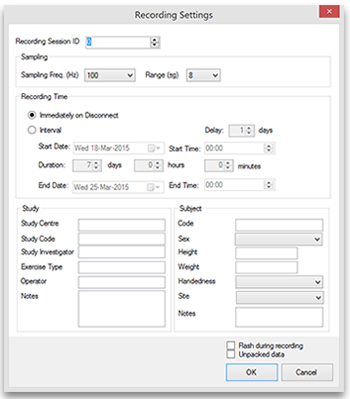 Recording Settings
Recording Session ID 0
Sampling
Sampling Freq. (Hz) 100 Range (±g) 8
Recording Time
Immediately on Disconnect
Interval Delay: 1 days
Start Date: Wed 18-Mar-2015 Start Time: 00:00
Duration: 7 days 0 hours 0 minutes
End Date: Wed 25-Mar-2015 End Time: 00:00
Study
Study Centre
Study Code
Study Investigator
Exercise Type
Operator
Notes
Subject
Code
Sex
Height
Weight
Handedness
Site
Notes
Flash during recording
Unpacked data
OK Cancel